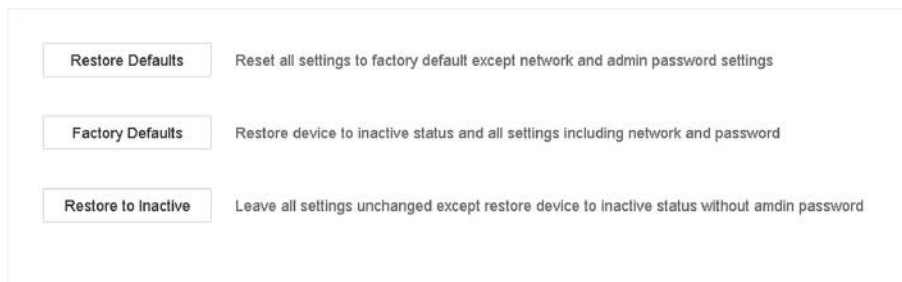 Restore Defaults Reset all settings to factory default except network and admin password settings
Factory Defaults Restore device to inactive status and all settings including network and password
Restore to Inactive Leave all settings unchanged except restore device to inactive status without amdin password